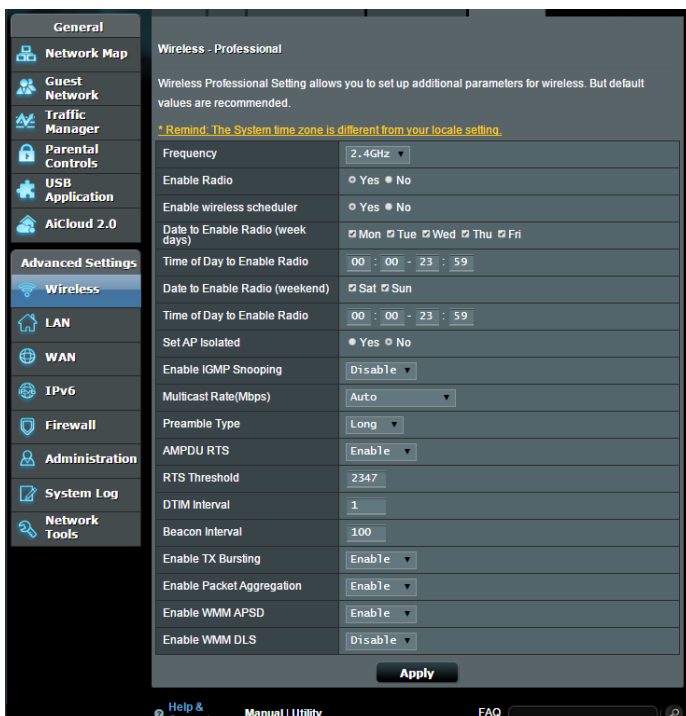 General
Network Map
Guest
Network
Traffic
Manager
Parental
Controls
USB
Application
AiCloud 2.0
Advanced Settings
Wireless
LAN
WAN
IPv6
Firewall
Administration
System Log
Network
Tools
Wireless - Professional
Wireless Professional Setting allows you to set up additional parameters for wireless. But default
values are recommended.
* Remind: The System time zone is different from your locale setting.
Frequency 2.4GHz
Enable Radio Yes No
Enable wireless scheduler Yes No
Date to Enable Radio (week
days) Mon Tue Wed Thu Fri
Time of Day to Enable Radio 00 : 00 - 23 : 59
Date to Enable Radio (weekend) Sat Sun
Time of Day to Enable Radio 00 : 00 - 23 : 59
Set AP Isolated Yes No
Enable IGMP Snooping Disable
Multicast Rate(Mbps) Auto
Preamble Type Long
AMPDU RTS Enable
RTS Threshold 2347
DTIM Interval 1
Beacon Interval 100
Enable TX Bursting Enable
Enable Packet Aggregation Enable
Enable WMM APSD Enable
Enable WMM DLS Disable
Apply
Help &
Manual | Utility FAQ